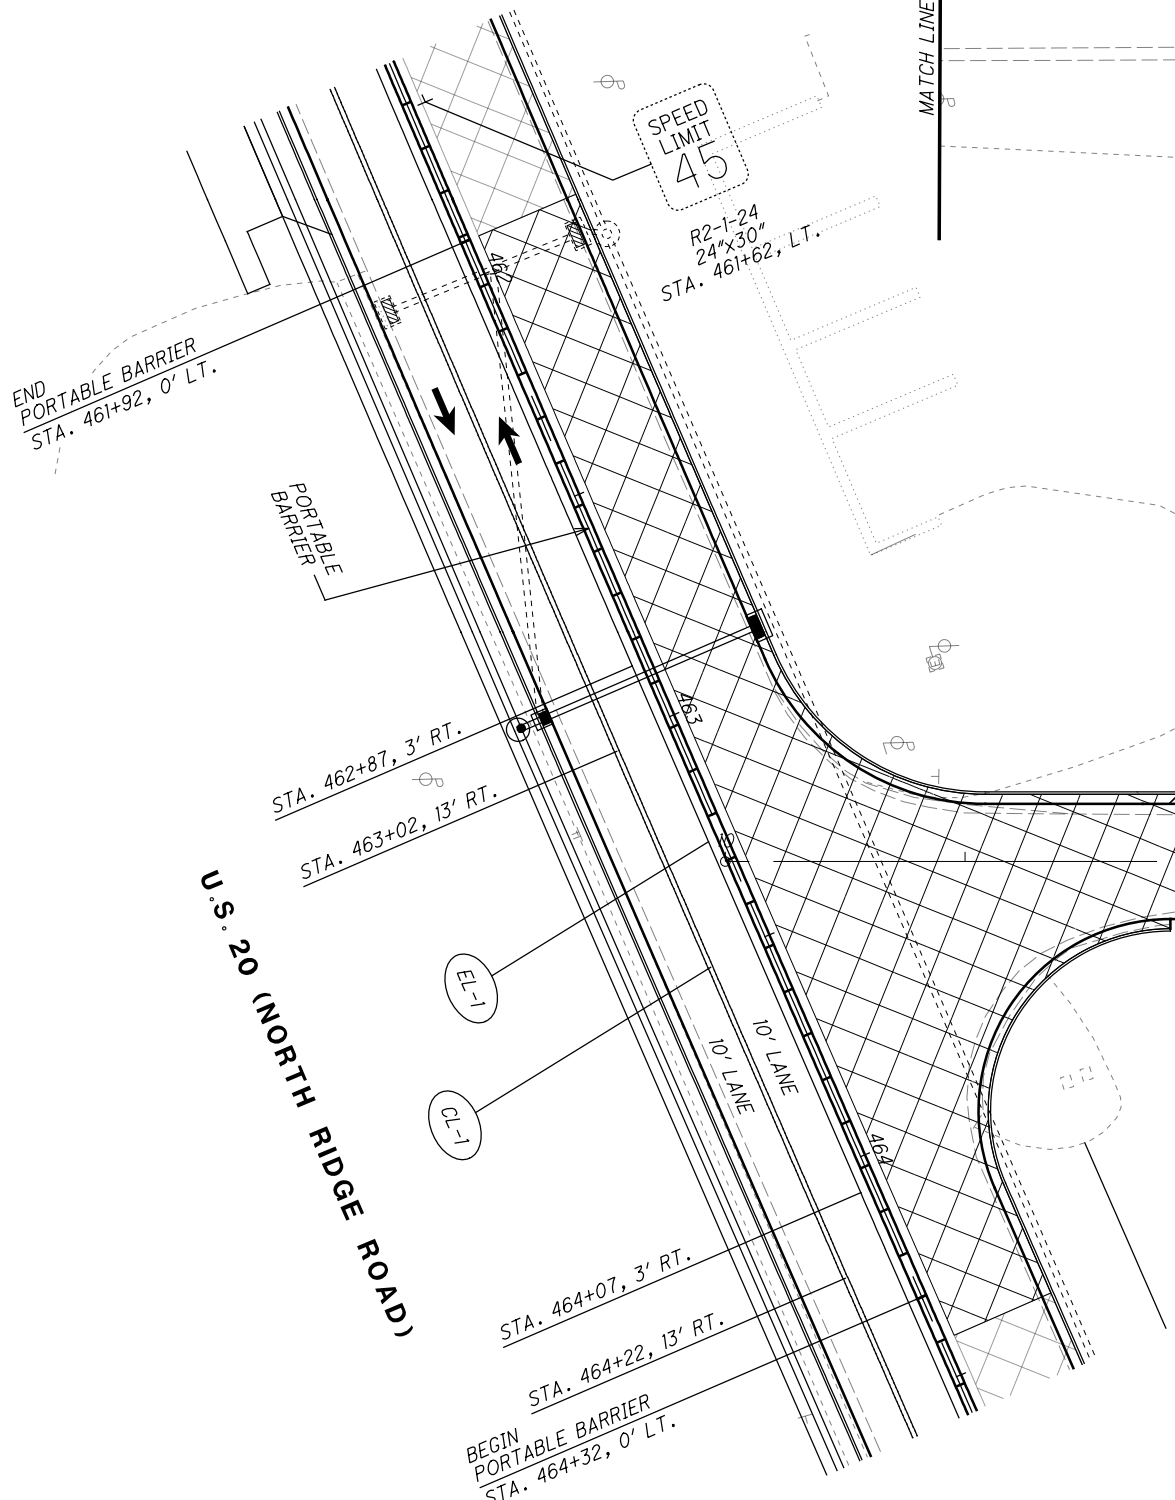 MATCH LINE
SPEED
LIMIT
45
R2-1-24
24"x30"
STA. 461+62, LT.
462
END
PORTABLE BARRIER
STA. 461+92, 0' LT.
PORTABLE
BARRIER
463
STA. 462+87, 3' RT.
STA. 463+02, 13' RT.
U.S. 20 (NORTH RIDGE ROAD)
EL-1
CL-1
10' LANE
10' LANE
464
STA. 464+07, 3' RT.
STA. 464+22, 13' RT.
BEGIN
PORTABLE BARRIER
STA. 464+32, 0' LT.